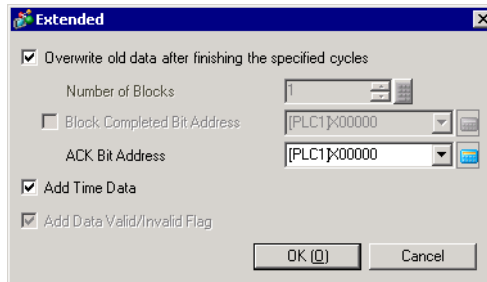 Extended
Overwrite old data after finishing the specified cycles
Number of Blocks 1
Block Completed Bit Address [PLC1]X00000
ACK Bit Address [PLC1]X00000
Add Time Data
Add Data Valid/Invalid Flag
OK (O) Cancel